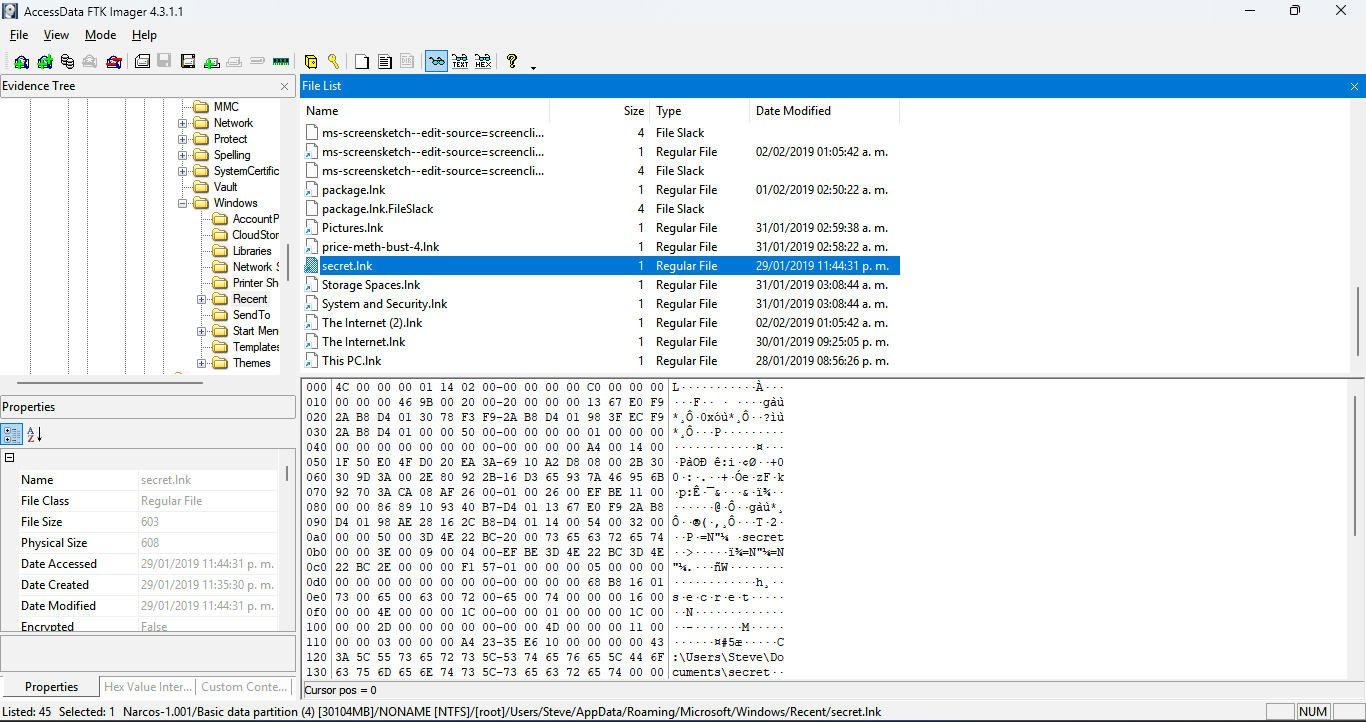 AccessData FTK Imager 4.3.1.1
File View Mode Help
Evidence Tree
MMC
Network
Protect
Spelling
SystemCertific
Vault
Windows
AccountP
CloudStor
Libraries
Network S
Printer Sh
Recent
SendTo
Start Men
Templates
Themes
File List
Name Size Type Date Modified
ms-screensketch--edit-source=screencli... 4 File Slack
ms-screensketch--edit-source=screencli... 1 Regular File 02/02/2019 01:05:42 a. m.
ms-screensketch--edit-source=screencli... 4 File Slack
package.lnk 1 Regular File 01/02/2019 02:50:22 a. m.
package.lnk.FileSlack 4 File Slack
Pictures.lnk 1 Regular File 31/01/2019 02:59:38 a. m.
price-meth-bust-4.lnk 1 Regular File 31/01/2019 02:58:22 a. m.
secret.lnk 1 Regular File 29/01/2019 11:44:31 p. m.
Storage Spaces.lnk 1 Regular File 31/01/2019 03:08:44 a. m.
System and Security.lnk 1 Regular File 31/01/2019 03:08:44 a. m.
The Internet (2).lnk 1 Regular File 02/02/2019 01:05:42 a. m.
The Internet.lnk 1 Regular File 30/01/2019 09:25:05 p. m.
This PC.lnk 1 Regular File 28/01/2019 08:56:26 p. m.
Properties
Name secret.lnk
File Class Regular File
File Size 603
Physical Size 608
Date Accessed 29/01/2019 11:44:31 p. m.
Date Created 29/01/2019 11:35:30 p. m.
Date Modified 29/01/2019 11:44:31 p. m.
Encrypted False
Properties Hex Value Inter... Custom Conte...
000 4C 00 00 00 01 14 02 00-00 00 00 00 C0 00 00 00 L...........À...
010 00 00 00 46 9B 00 20 00-20 00 00 00 13 67 E0 F9 ...F.. . ....gàù
020 2A B8 D4 01 30 78 F3 F9-2A B8 D4 01 98 3F EC F9 *¸Ô.0xóù*¸Ô..?ìù
030 2A B8 D4 01 00 00 50 00-00 00 00 00 01 00 00 00 *¸Ô...P.........
040 00 00 00 00 00 00 00 00-00 00 00 00 A4 00 14 00 ............¤...
050 1F 50 E0 4F D0 20 EA 3A-69 10 A2 D8 08 00 2B 30 .PàOÐ ê:i.¢Ø..+0
060 30 9D 3A 00 2E 80 92 2B-16 D3 65 93 7A 46 95 6B 0.:...+.Óe.zF.k
070 92 70 3A CA 08 AF 26 00-01 00 26 00 EF BE 11 00 .p:Ê.¯&...&.ï¾..
080 00 00 86 89 10 93 40 B7-D4 01 13 67 E0 F9 2A B8 ......@·Ô..gàù*¸
090 D4 01 98 AE 28 16 2C B8-D4 01 14 00 54 00 32 00 Ô..®(.,¸Ô...T.2.
0a0 00 00 50 00 3D 4E 22 BC-20 00 73 65 63 72 65 74 ..P.=N"¼ .secret
0b0 00 00 3E 00 09 00 04 00-EF BE 3D 4E 22 BC 3D 4E ..>.....ï¾=N"¼=N
0c0 22 BC 2E 00 00 00 F1 57-01 00 00 00 05 00 00 00 "¼....ñW........
0d0 00 00 00 00 00 00 00 00-00 00 00 00 68 B8 16 01 ............h¸..
0e0 73 00 65 00 63 00 72 00-65 00 74 00 00 00 16 00 s.e.c.r.e.t.....
0f0 00 00 4E 00 00 00 1C 00-00 00 01 00 00 00 1C 00 ..N.............
100 00 00 2D 00 00 00 00 00-00 00 4D 00 00 00 11 00 ..-.......M.....
110 00 00 03 00 00 00 A4 23-35 E6 10 00 00 00 00 43 ......¤#5æ.....C
120 3A 5C 55 73 65 72 73 5C-53 74 65 76 65 5C 44 6F :\Users\Steve\Do
130 63 75 6D 65 6E 74 73 5C-73 65 63 72 65 74 00 00 cuments\secret..
Cursor pos = 0
Listed: 45 Selected: 1 Narcos-1.001/Basic data partition (4) [30104MB]/NONAME [NTFS]/[root]/Users/Steve/AppData/Roaming/Microsoft/Windows/Recent/secret.lnk NUM